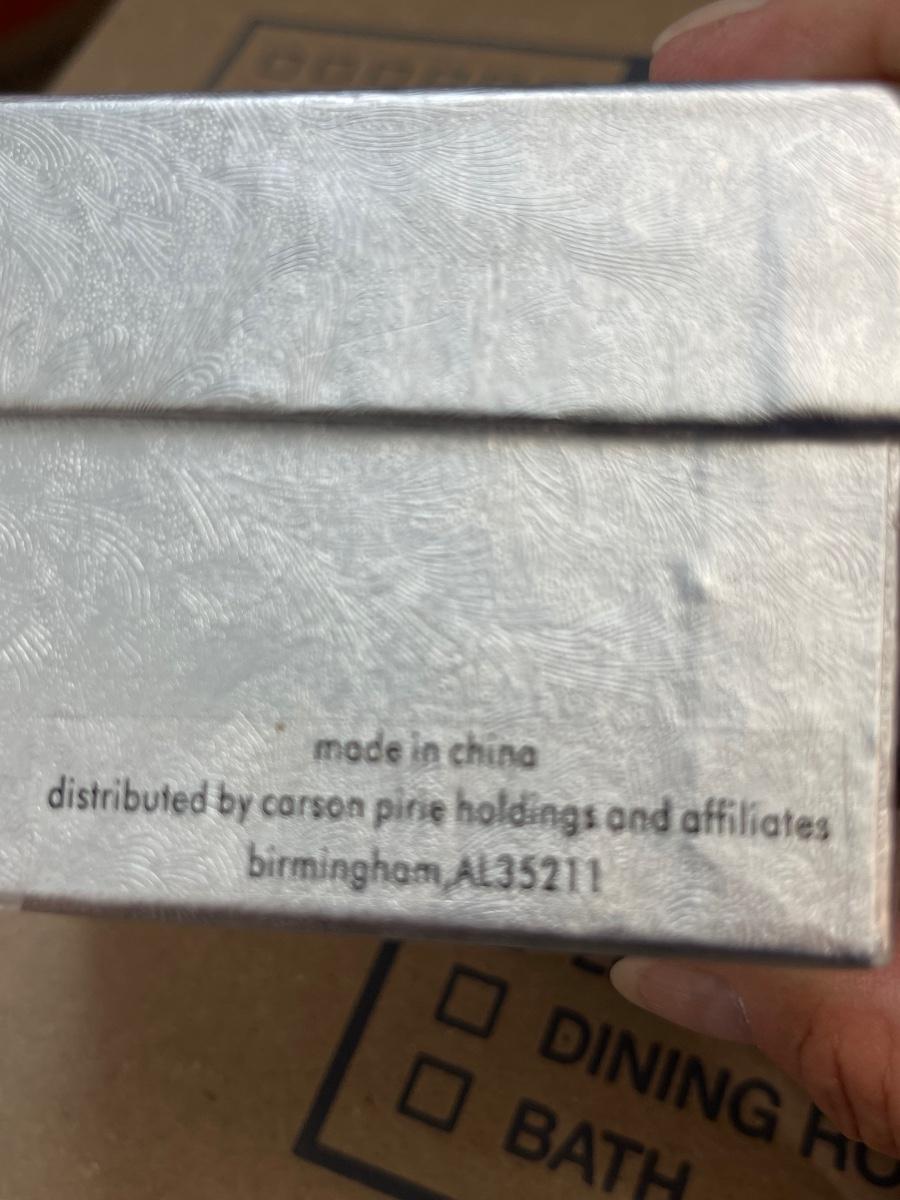 made in china
distributed by carson pirie holdings and affiliates
birmingham,AL35211
DINING
BATH